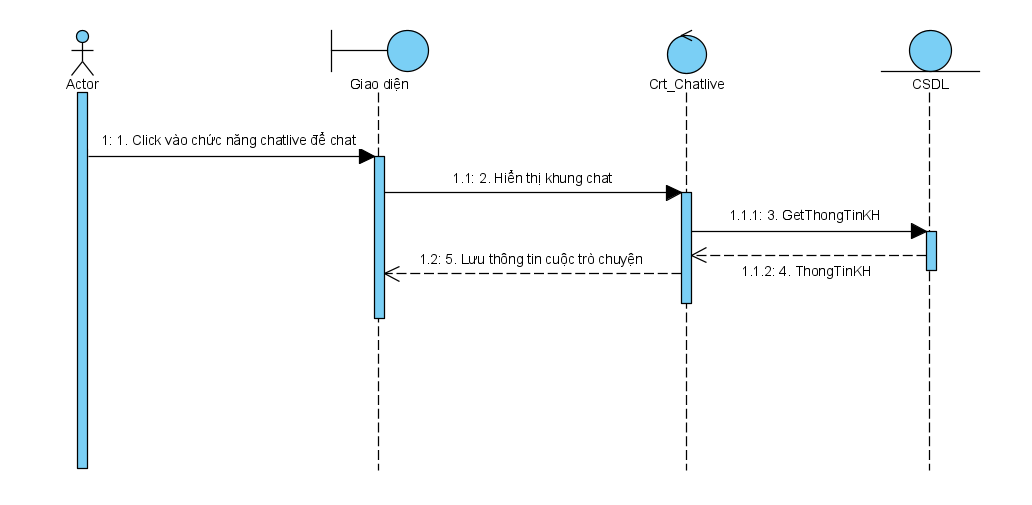 Actor
Giao diện
Crt_Chatlive
CSDL
1: 1. Click vào chức năng chatlive để chat
1.1: 2. Hiển thị khung chat
1.1.1: 3. GetThongTinKH
1.2: 5. Lưu thông tin cuộc trò chuyện
1.1.2: 4. ThongTinKH